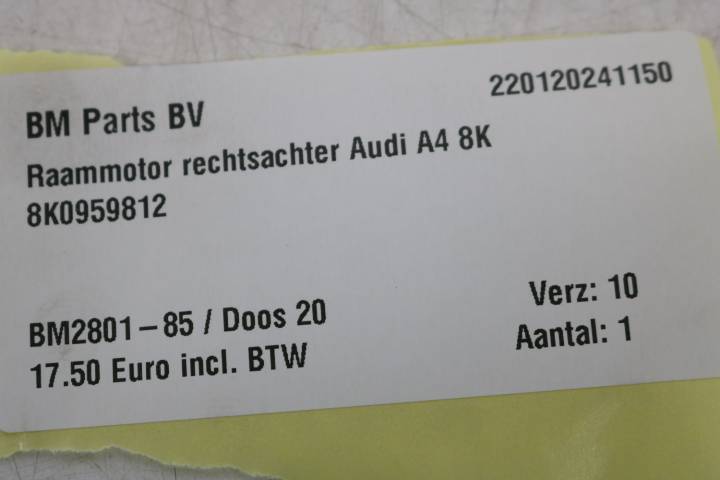 BM Parts BV
220120241150
Raammotor rechtsachter Audi A4 8K
8K0959812
BM2801-85 / Doos 20
Verz: 10
17.50 Euro incl. BTW
Aantal: 1